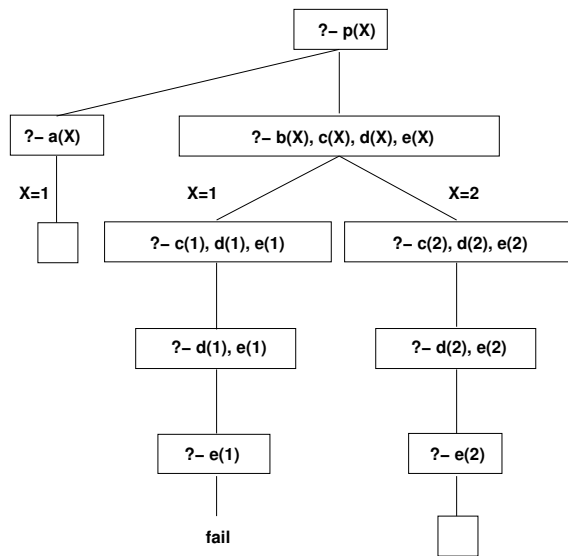 ?− p(X)
?− a(X)
?− b(X), c(X), d(X), e(X)
X=1
X=1
X=2
?− c(1), d(1), e(1)
?− c(2), d(2), e(2)
?− d(1), e(1)
?− d(2), e(2)
?− e(1)
?− e(2)
fail